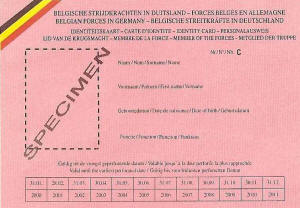 BELGISCHE STRIJDKRACHTEN IN DUITSLAND - FORCES BELGES EN ALLEMAGNE
BELGIAN FORCES IN GERMANY - BELGISCHE STREITKRÄFTE IN DEUTSCHLAND
IDENTITEITSKAART - CARTE D'IDENTITE - IDENTITY CARD - PERSONALAUSWEIS
LID VAN DE KRIJGSMACHT - MEMBRE DE LA FORCE - MEMBER OF THE FORCES - MITGLIED DER TRUPPE
Nr/N°/No/Nr. C
Naam / Nom / Surname / Name
SPECIMEN
Voornaam / Prénom / First name / Vorname
Geboortedatum / Date de naissance / Date of birth / Geburtsdatum
Functie / Fonction / Function / Funktion
Geldig tot de vroegst geperforeerde datum / Valable jusqu'à la date perforée la plus rapprochée
Valid until the earliest perforated date / Gültig bis zum frühesten perforierten Datum
31.01. 28.02. 31.03. 30.04. 31.05. 30.06. 31.07. 31.08. 30.09. 31.10. 30.11. 31.12.
2000 2001 2002 2003 2004 2005 2006 2007 2008 2009 2010 2011